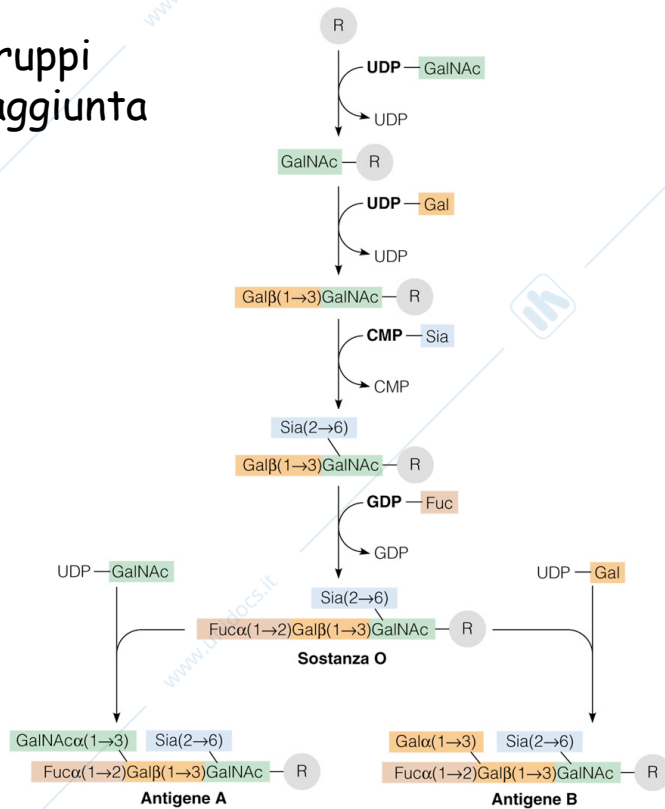 ruppi
aggiunta
R
UDP — GalNAc
UDP
GalNAc — R
UDP — Gal
UDP
Galβ(1→3)GalNAc — R
CMP — Sia
CMP
Sia(2→6)
Galβ(1→3)GalNAc — R
GDP — Fuc
GDP
UDP — GalNAc
UDP — Gal
Sia(2→6)
Fucα(1→2)Galβ(1→3)GalNAc — R
Sostanza O
GalNAcα(1→3) Sia(2→6)
Fucα(1→2)Galβ(1→3)GalNAc — R
Antigene A
Galα(1→3) Sia(2→6)
Fucα(1→2)Galβ(1→3)GalNAc — R
Antigene B